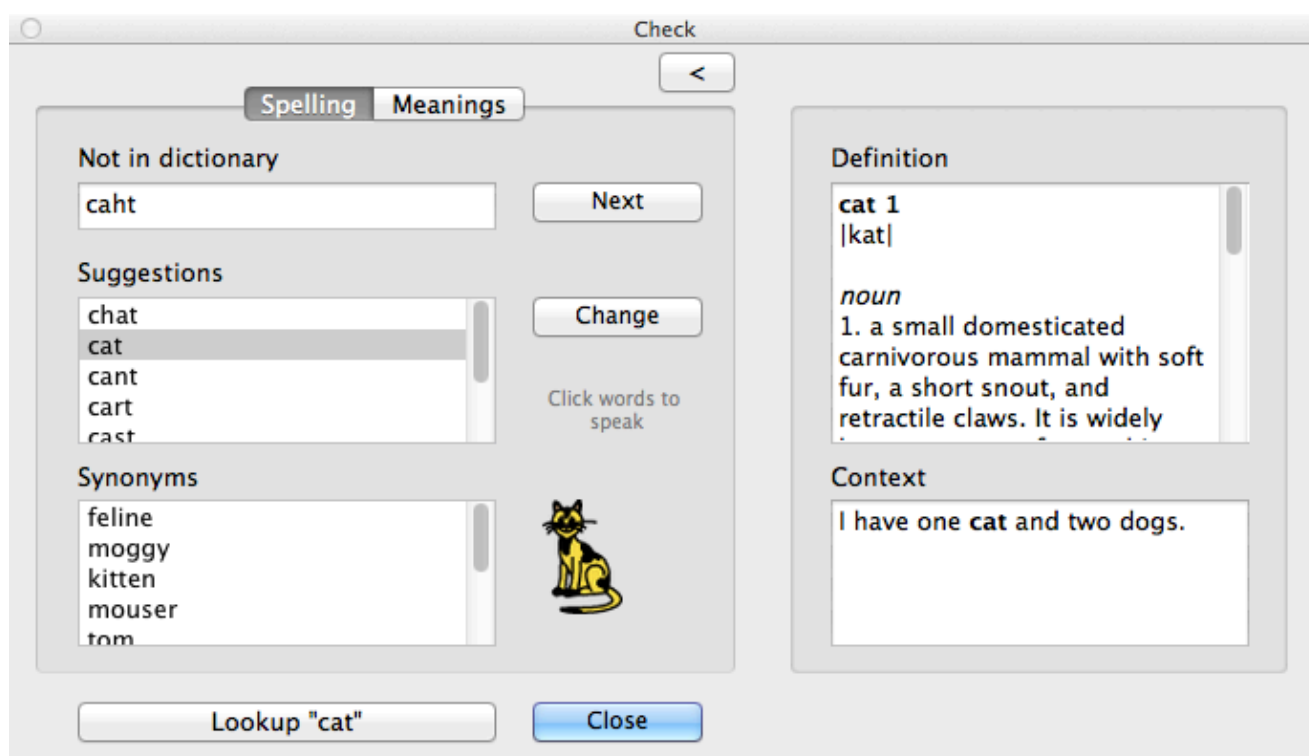 Check
<
Spelling Meanings
Not in dictionary
caht
Next
Suggestions
chat
cat
cant
cart
cast
Change
Click words to
speak
Synonyms
feline
moggy
kitten
mouser
tom
Lookup "cat"
Close
Definition
cat 1
|kat|
noun
1. a small domesticated
carnivorous mammal with soft
fur, a short snout, and
retractile claws. It is widely
Context
I have one cat and two dogs.